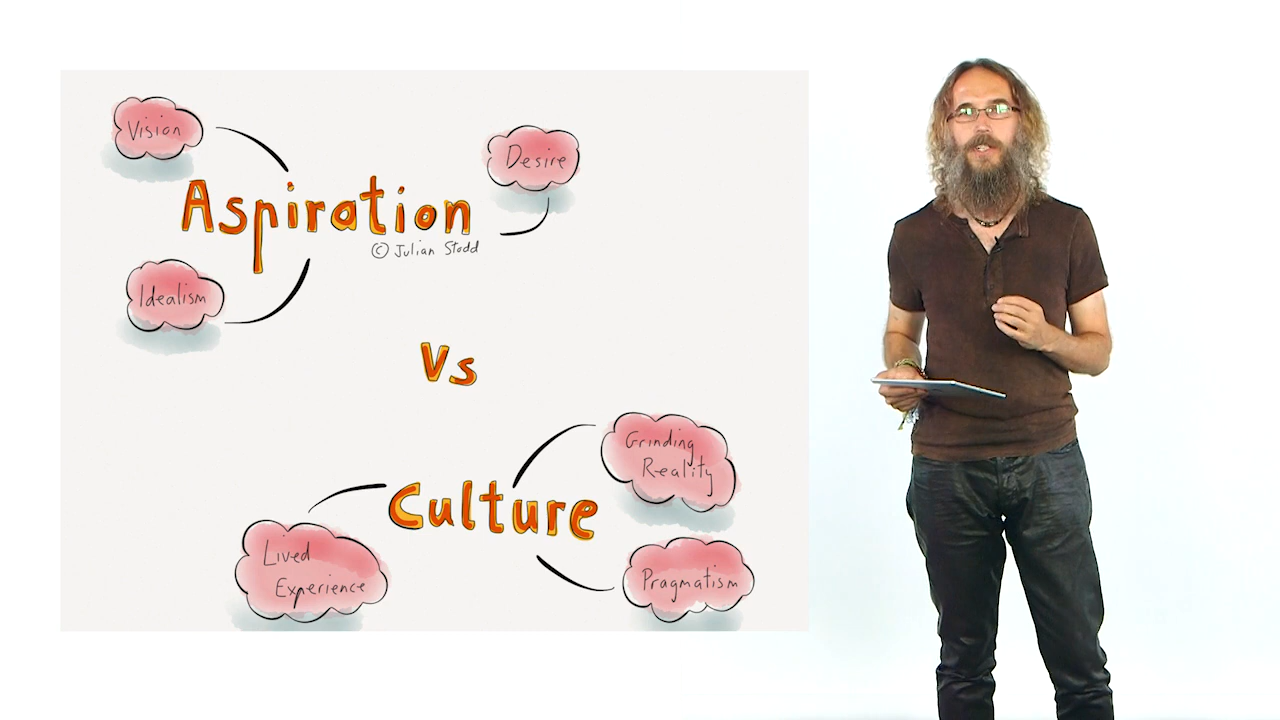 Vision
Desire
Aspiration
© Julian Stodd
Idealism
Vs
Grinding
Reality
Culture
Lived
Experience
Pragmatism